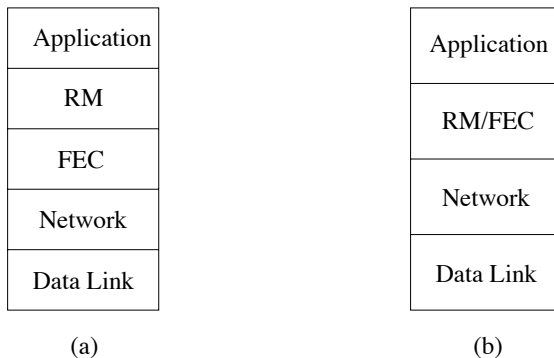 Application
RM
FEC
Network
Data Link
(a)
Application
RM/FEC
Network
Data Link
(b)